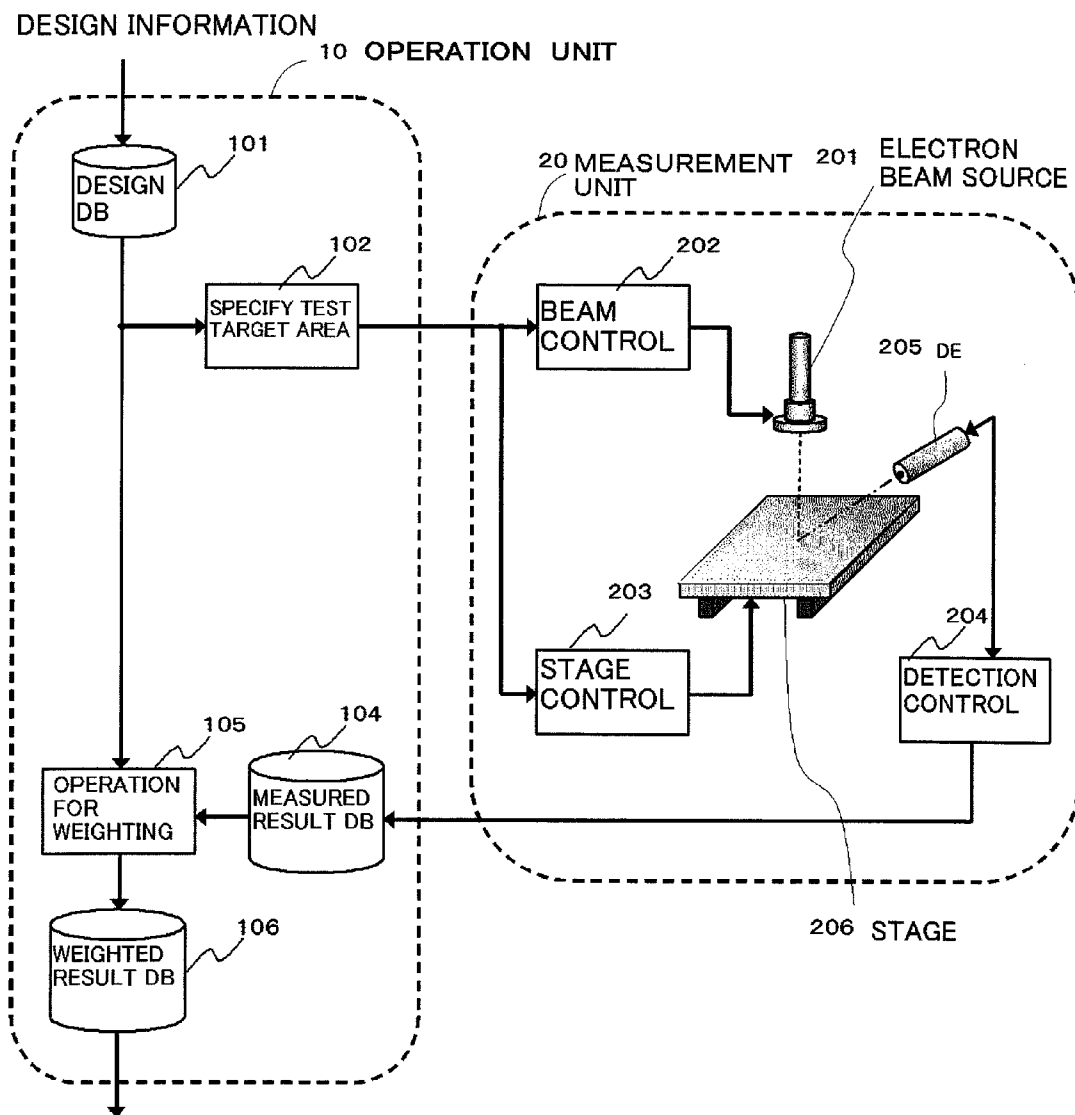 DESIGN INFORMATION
10 OPERATION UNIT
101
DESIGN
DB
102
SPECIFY TEST
TARGET AREA
20 MEASUREMENT
UNIT
201 ELECTRON
BEAM SOURCE
202
BEAM
CONTROL
205 DE
203
STAGE
CONTROL
204
DETECTION
CONTROL
105
OPERATION
FOR
WEIGHTING
104
MEASURED
RESULT DB
106
WEIGHTED
RESULT DB
206 STAGE